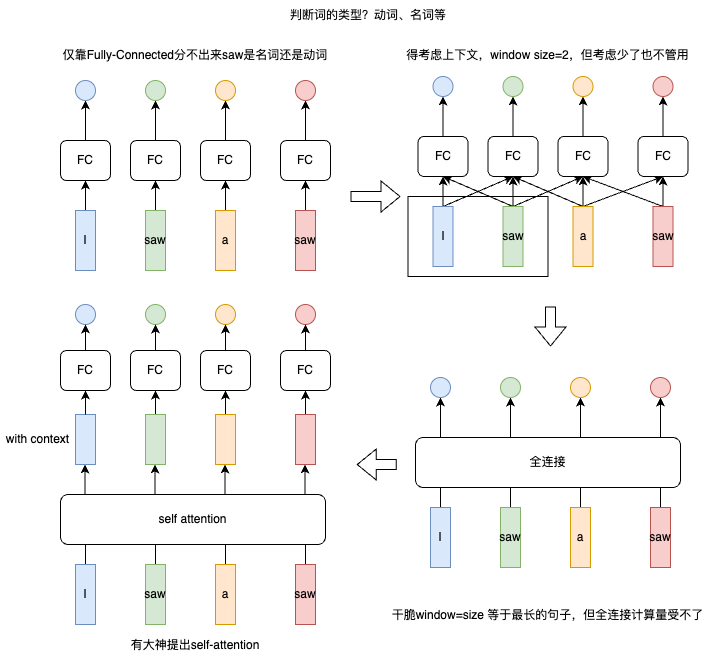 判断词的类型？动词、名词等
仅靠Fully-Connected分不出来saw是名词还是动词
FC FC FC FC
I saw a saw
得考虑上下文，window size=2，但考虑少了也不管用
FC FC FC FC
I saw a saw
全连接
I saw a saw
干脆window=size 等于最长的句子，但全连接计算量受不了
FC FC FC FC
with context
self attention
I saw a saw
有大神提出self-attention